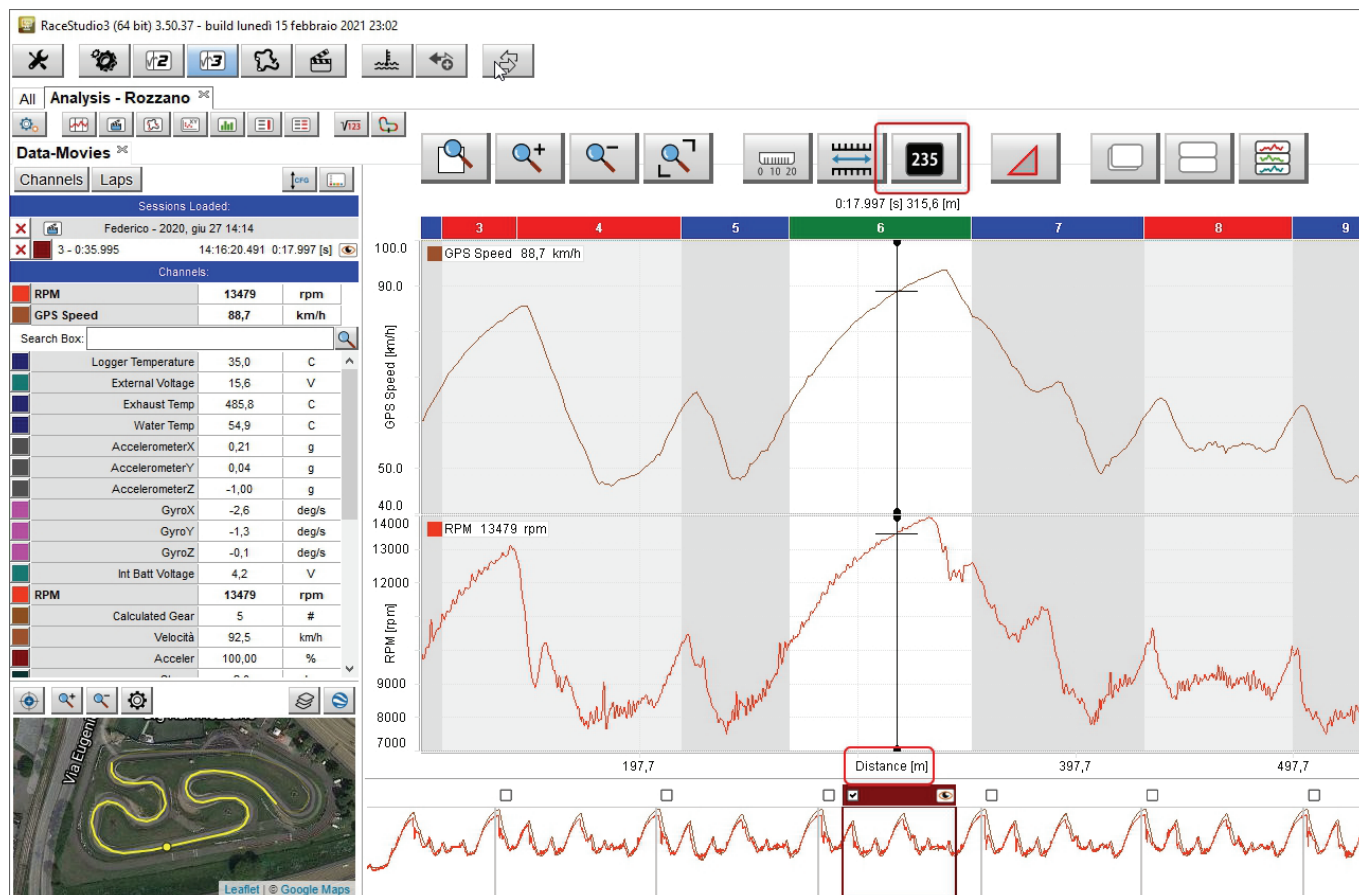 RaceStudio3 (64 bit) 3.50.37 - build lunedì 15 febbraio 2021 23:02
All Analysis - Rozzano
Data-Movies
Channels Laps CFG
0 10 20 235
0:17.997 [s] 315,6 [m]
Sessions Loaded:
Federico - 2020, giu 27 14:14
3 - 0:35.995 14:16:20.491 0:17.997 [s]
Channels:
RPM 13479 rpm
GPS Speed 88,7 km/h
Search Box:
Logger Temperature 35,0 C
External Voltage 15,6 V
Exhaust Temp 485,8 C
Water Temp 54,9 C
AccelerometerX 0,21 g
AccelerometerY 0,04 g
AccelerometerZ -1,00 g
GyroX -2,6 deg/s
GyroY -1,3 deg/s
GyroZ -0,1 deg/s
Int Batt Voltage 4,2 V
RPM 13479 rpm
Calculated Gear 5 #
Velocità 92,5 km/h
Acceler 100,00 %
3 4 5 6 7 8 9
GPS Speed 88,7 km/h
100.0
90.0
50.0
40.0
GPS Speed [km/h]
RPM 13479 rpm
14000
13000
12000
9000
8000
7000
RPM [rpm]
197,7 Distance [m] 397,7 497,7
Via Eugeni
Leaflet | © Google Maps